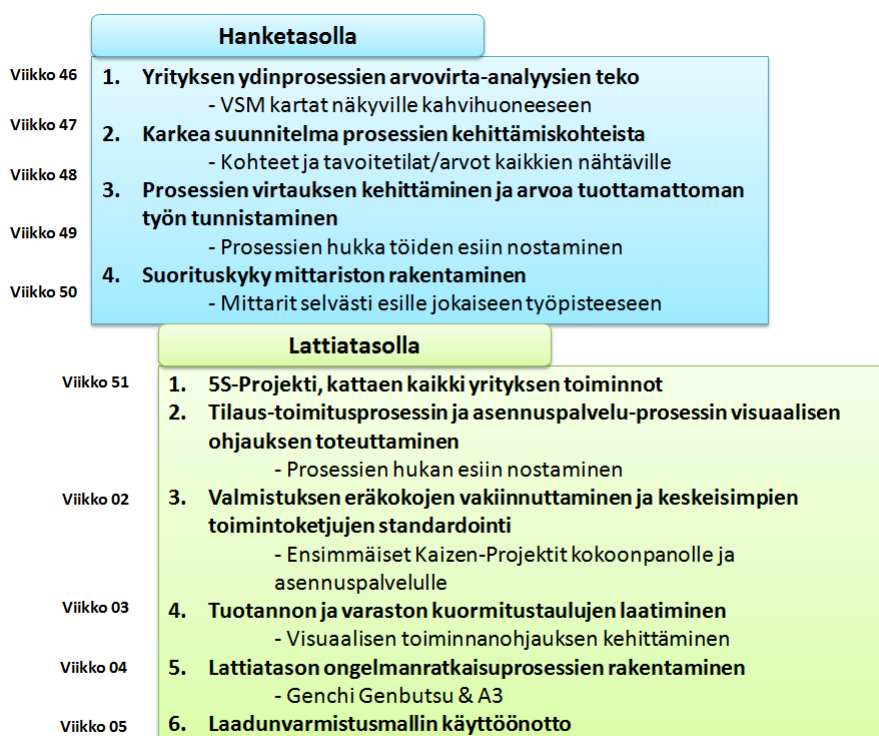 Hanketasolla
Viikko 46
1. Yrityksen ydinprosessien arvovirta-analyysien teko
- VSM kartat näkyville kahvihuoneeseen
Viikko 47
2. Karkea suunnitelma prosessien kehittämiskohteista
- Kohteet ja tavoitetilat/arvot kaikkien nähtäville
Viikko 48
3. Prosessien virtauksen kehittäminen ja arvoa tuottamattoman
työn tunnistaminen
Viikko 49
- Prosessien hukka töiden esiin nostaminen
4. Suorituskyky mittariston rakentaminen
Viikko 50
- Mittarit selvästi esille jokaiseen työpisteeseen
Lattiatasolla
Viikko 51
1. 5S-Projekti, kattaen kaikki yrityksen toiminnot
2. Tilaus-toimitusprosessin ja asennuspalvelu-prosessin visuaalisen
ohjauksen toteuttaminen
- Prosessien hukan esiin nostaminen
Viikko 02
3. Valmistuksen eräkokojen vakiinnuttaminen ja keskeisimpien
toimintoketjujen standardointi
- Ensimmäiset Kaizen-Projektit kokoonpanolle ja
asennuspalvelulle
Viikko 03
4. Tuotannon ja varaston kuormitustaulujen laatiminen
- Visuaalisen toiminnanohjauksen kehittäminen
Viikko 04
5. Lattiatason ongelmanratkaisuprosessien rakentaminen
- Genchi Genbutsu & A3
Viikko 05
6. Laadunvarmistusmallin käyttöönotto